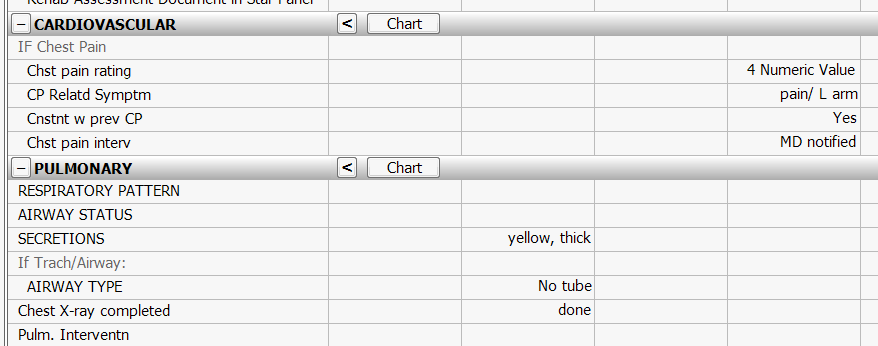 Rehab Assessment Document in Star Panel
− CARDIOVASCULAR < Chart
IF Chest Pain
Chst pain rating 4 Numeric Value
CP Relatd Symptm pain/ L arm
Cnstnt w prev CP Yes
Chst pain interv MD notified
− PULMONARY < Chart
RESPIRATORY PATTERN
AIRWAY STATUS
SECRETIONS yellow, thick
If Trach/Airway:
AIRWAY TYPE No tube
Chest X-ray completed done
Pulm. Interventn